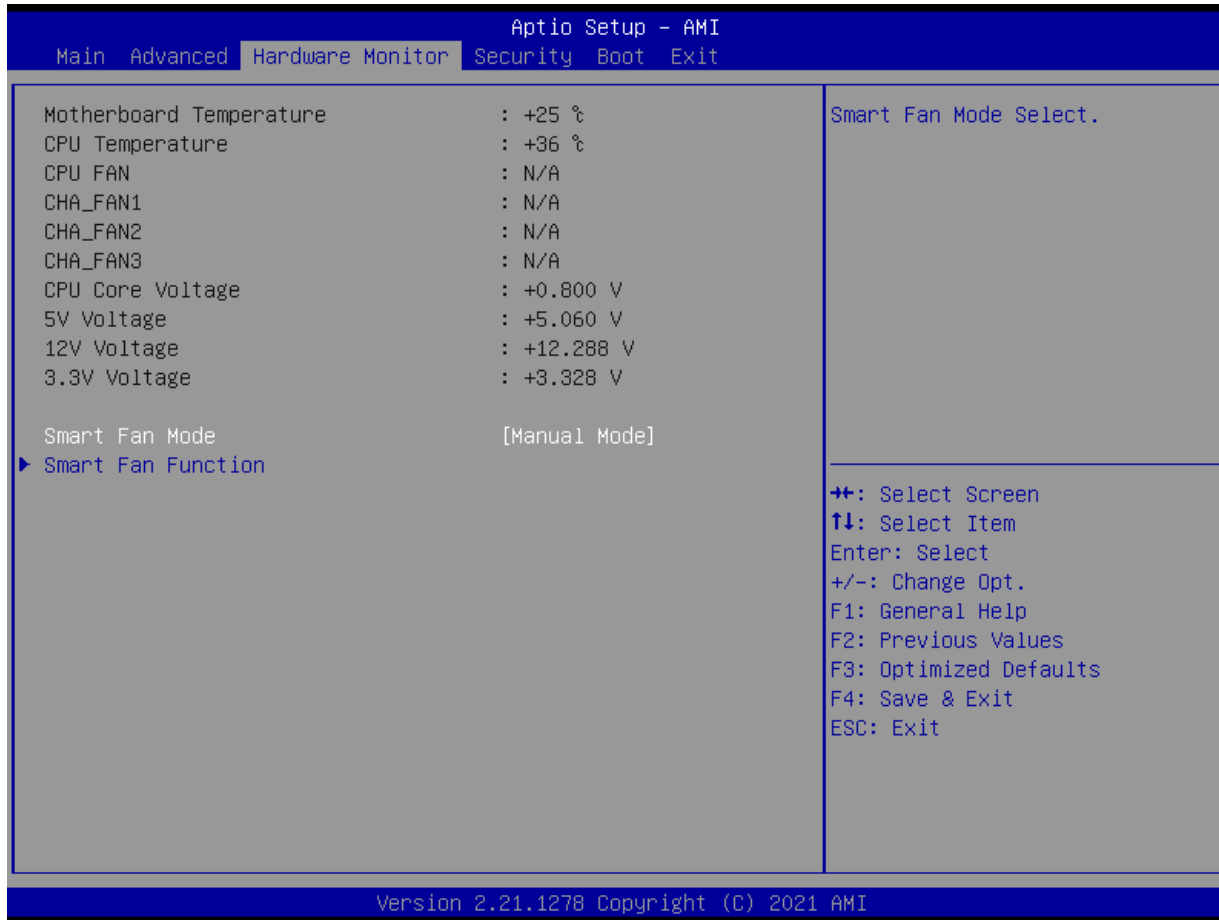 Aptio Setup – AMI
Main Advanced Hardware Monitor Security Boot Exit
Motherboard Temperature : +25 ℃
CPU Temperature : +36 ℃
CPU FAN : N/A
CHA_FAN1 : N/A
CHA_FAN2 : N/A
CHA_FAN3 : N/A
CPU Core Voltage : +0.800 V
5V Voltage : +5.060 V
12V Voltage : +12.288 V
3.3V Voltage : +3.328 V
Smart Fan Mode [Manual Mode]
▶ Smart Fan Function
Smart Fan Mode Select.
→←: Select Screen
↑↓: Select Item
Enter: Select
+/-: Change Opt.
F1: General Help
F2: Previous Values
F3: Optimized Defaults
F4: Save & Exit
ESC: Exit
Version 2.21.1278 Copyright (C) 2021 AMI